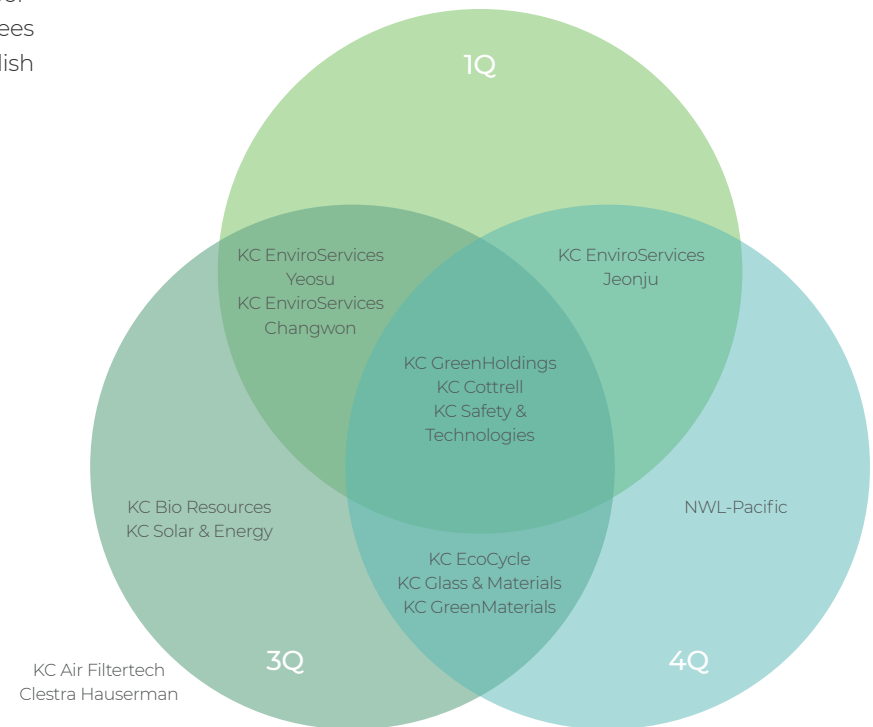 ees
lish
1Q
KC EnviroServices
Yeosu
KC EnviroServices
Changwon
KC EnviroServices
Jeonju
KC GreenHoldings
KC Cottrell
KC Safety &
Technologies
KC Bio Resources
KC Solar & Energy
NWL-Pacific
KC EcoCycle
KC Glass & Materials
KC GreenMaterials
3Q
4Q
KC Air Filtertech
Clestra Hauserman